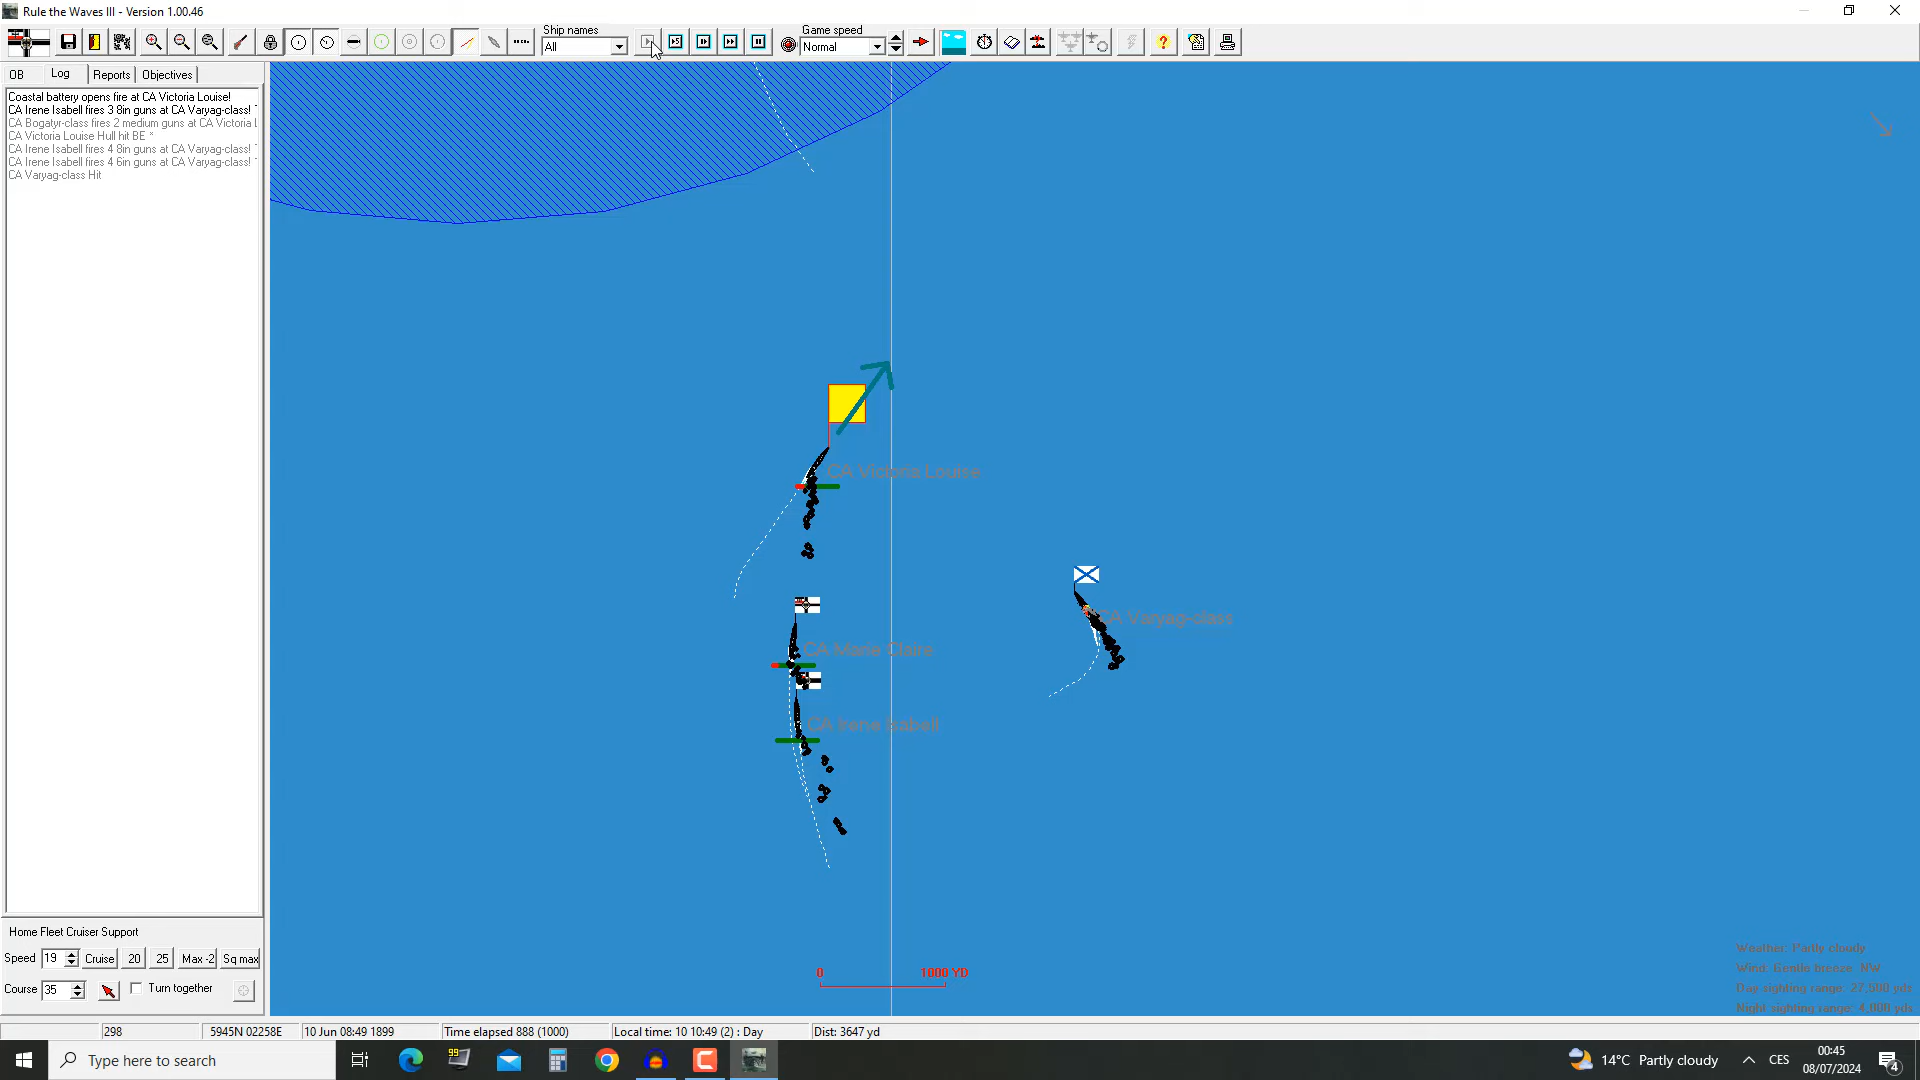 Rule the Waves III - Version 1.00.46
Ship names
All
Game speed
Normal
OB
Log
Reports
Objectives
Coastal battery opens fire at CA Victoria Louise!
CA Irene Isabell fires 3 8in guns at CA Varyag-class!
CA Bogatyr-class fires 2 medium guns at CA Victoria L
CA Victoria Louise Hull hit BE *
CA Irene Isabell fires 4 8in guns at CA Varyag-class!
CA Irene Isabell fires 4 6in guns at CA Varyag-class!
CA Varyag-class Hit
CA Victoria Louise
CA Varyag-class
CA Marie Claire
CA Irene Isabell
Weather: Partly cloudy
Wind: Gentle breeze NW
Day sighting range: 27,000 yds
Night sighting range: 4,000 yds
0 1000 YD
Home Fleet Cruiser Support
Speed 19 Cruise 20 25 Max -2 Sq max
Course 35 Turn together
298 5945N 02258E 10 Jun 08:49 1899 Time elapsed 888 (1000) Local time: 10 10:49 (2) : Day Dist: 3647 yd
Type here to search
99
14°C Partly cloudy
CES
00:45
08/07/2024
4